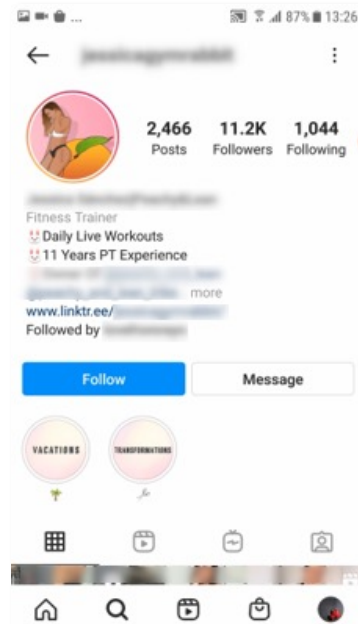 ... 87% 13:26
2,466 11.2K 1,044
Posts Followers Following
Fitness Trainer
Daily Live Workouts
11 Years PT Experience
more
www.linktr.ee/
Followed by
Follow Message
VACATIONS TRANSFORMATIONS